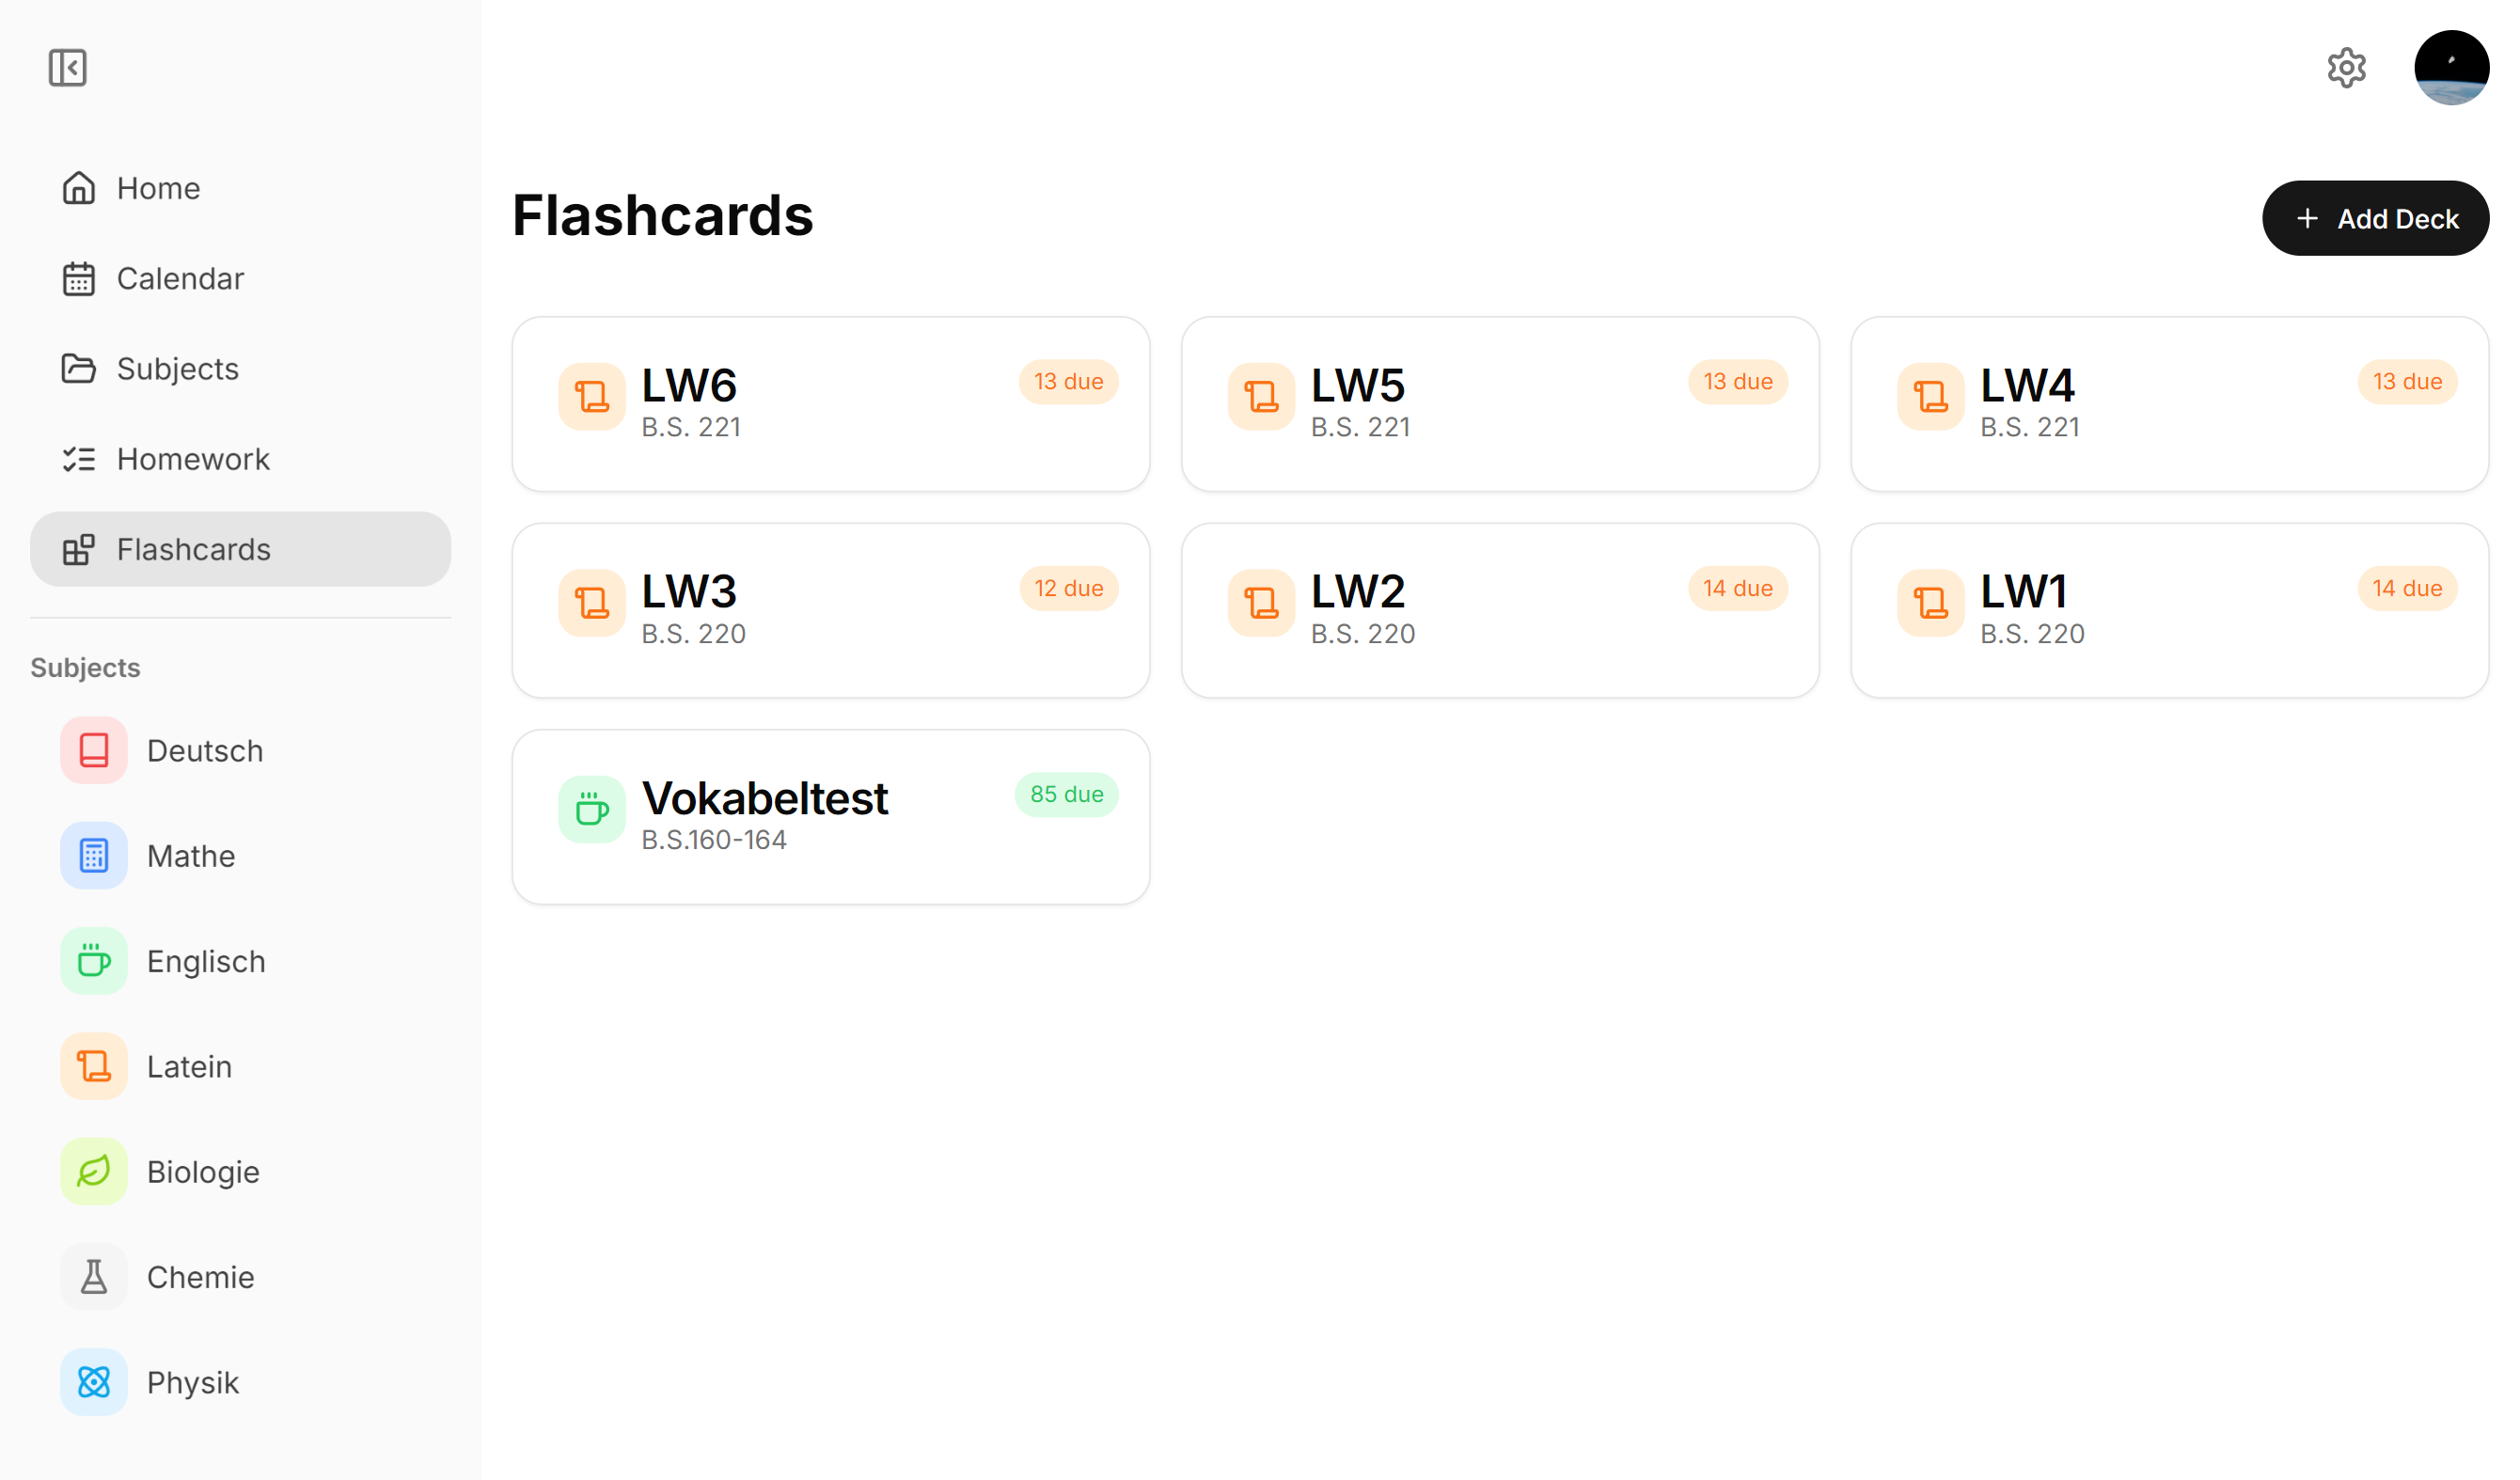 Home
Calendar
Subjects
Homework
Flashcards
Subjects
Deutsch
Mathe
Englisch
Latein
Biologie
Chemie
Physik
Flashcards
Add Deck
LW6
13 due
B.S. 221
LW5
13 due
B.S. 221
LW4
13 due
B.S. 221
LW3
12 due
B.S. 220
LW2
14 due
B.S. 220
LW1
14 due
B.S. 220
Vokabeltest
85 due
B.S.160-164